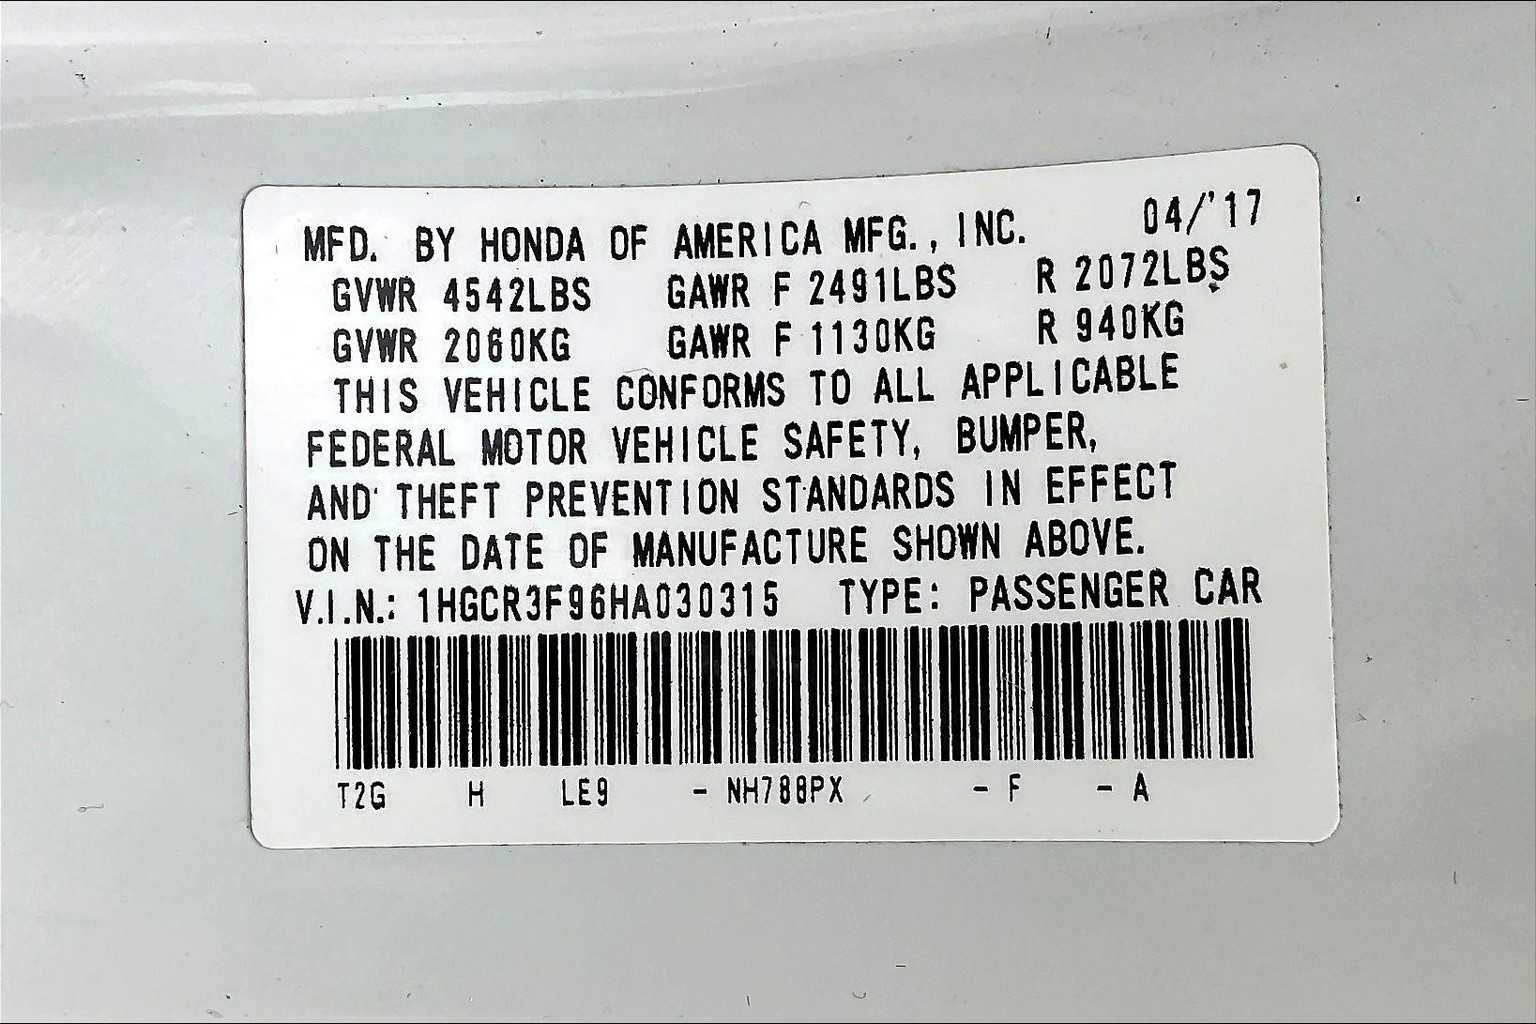 MFD. BY HONDA OF AMERICA MFG., INC. 04/'17
GVWR 4542LBS GAWR F 2491LBS R 2072LBS
GVWR 2060KG GAWR F 1130KG R 940KG
THIS VEHICLE CONFORMS TO ALL APPLICABLE
FEDERAL MOTOR VEHICLE SAFETY, BUMPER,
AND THEFT PREVENTION STANDARDS IN EFFECT
ON THE DATE OF MANUFACTURE SHOWN ABOVE.
V.I.N.: 1HGCR3F96HA030315 TYPE: PASSENGER CAR
T2G H LE9 - NH788PX - F - A